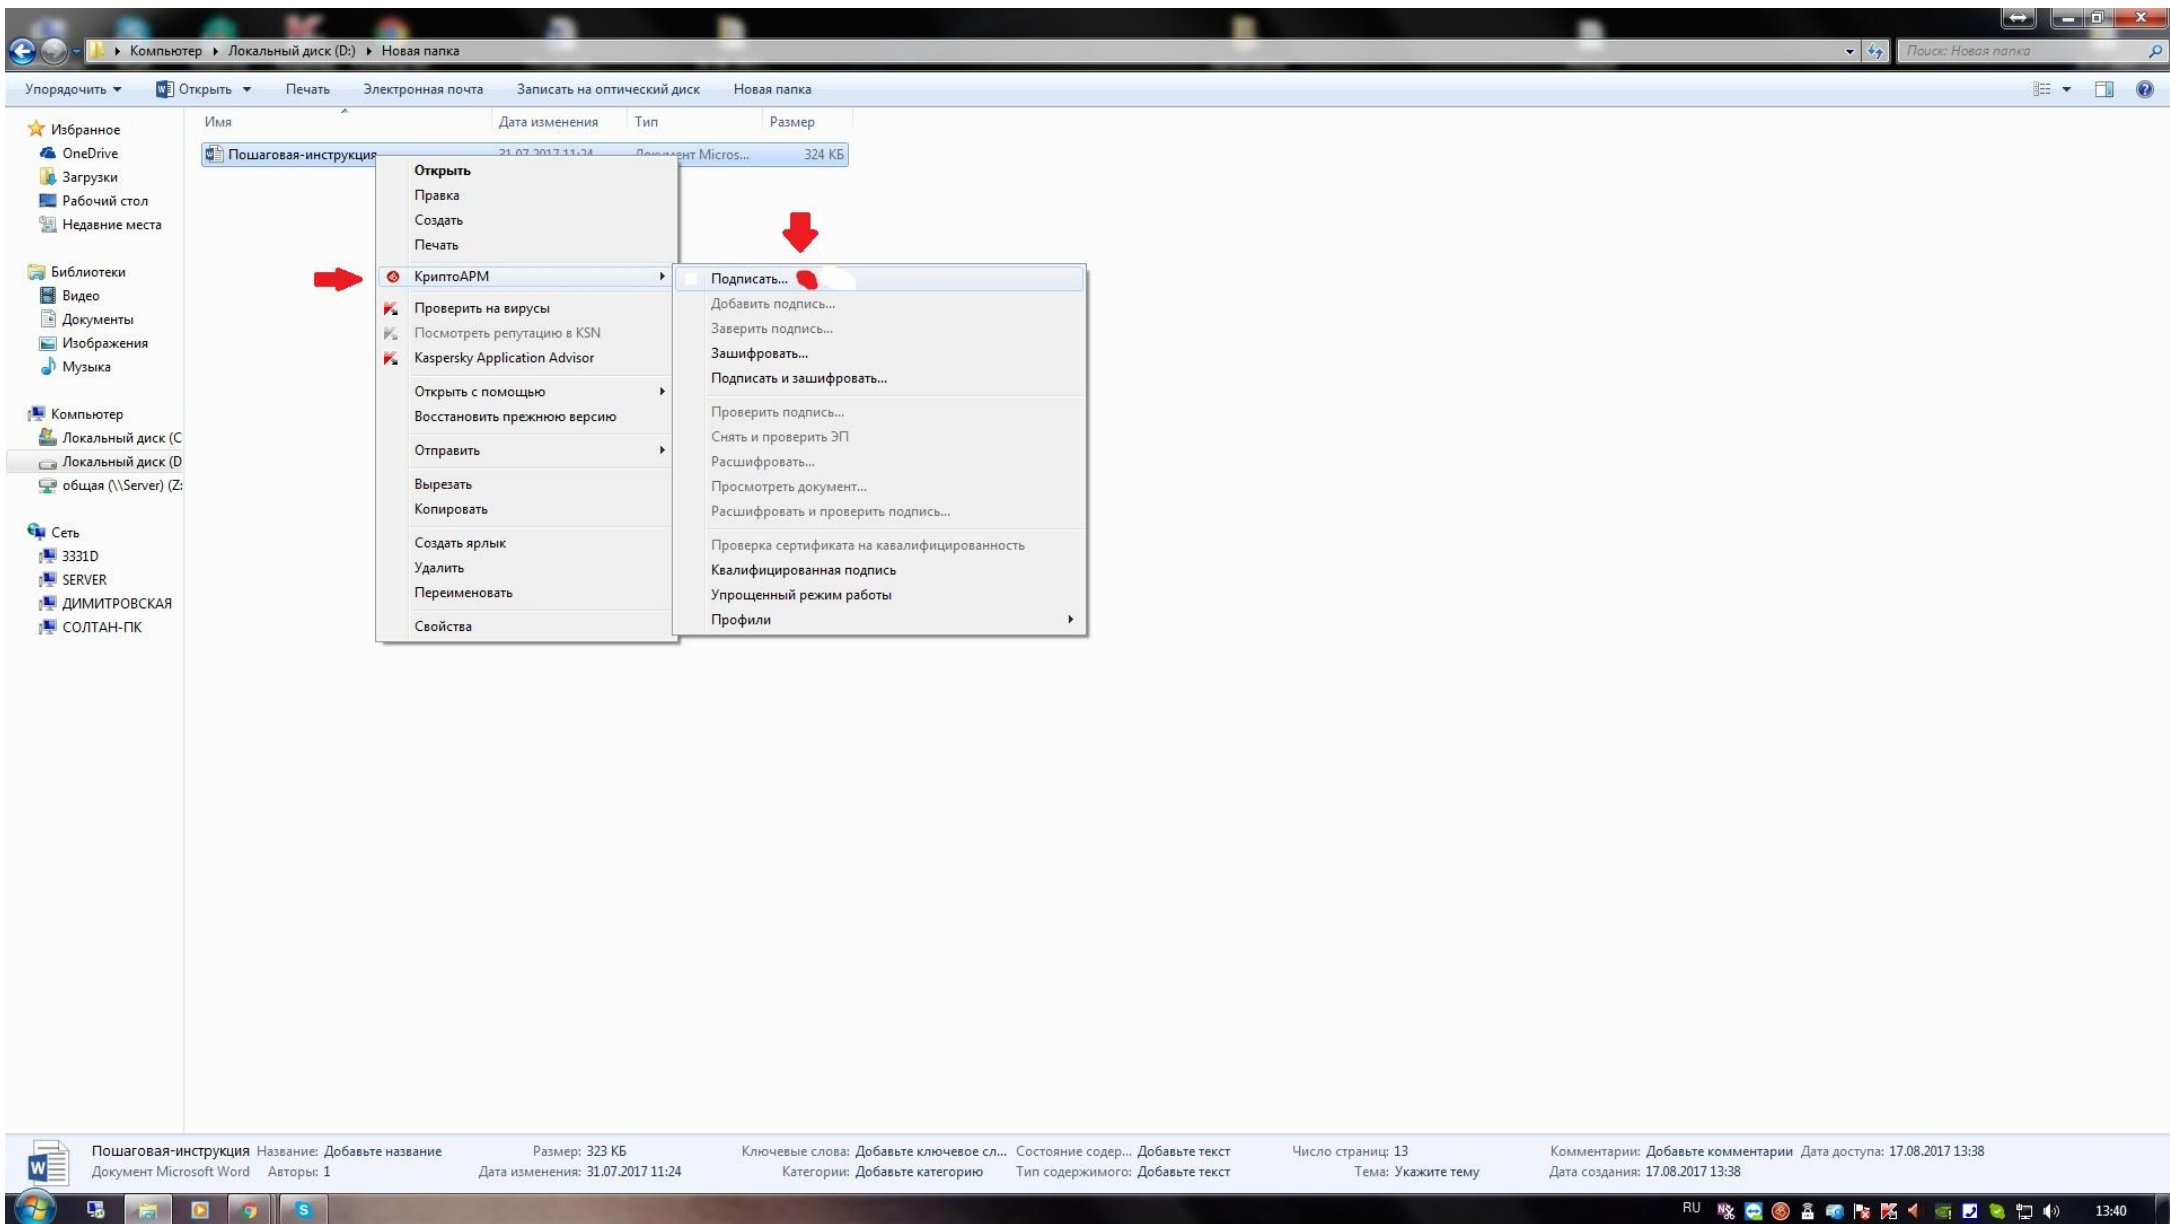 Компьютер ▸ Локальный диск (D:) ▸ Новая папка
Поиск: Новая папка
Упорядочить Открыть Печать Электронная почта Записать на оптический диск Новая папка
Имя Дата изменения Тип Размер
Пошаговая-инструкция 31.07.2017 11:24 Документ Micros... 324 КБ
Избранное
OneDrive
Загрузки
Рабочий стол
Недавние места
Библиотеки
Видео
Документы
Изображения
Музыка
Компьютер
Локальный диск (C
Локальный диск (D
общая (\\Server) (Z:
Сеть
3331D
SERVER
ДИМИТРОВСКАЯ
СОЛТАН-ПК
Открыть
Правка
Создать
Печать
КриптоАРМ
Проверить на вирусы
Посмотреть репутацию в KSN
Kaspersky Application Advisor
Открыть с помощью
Восстановить прежнюю версию
Отправить
Вырезать
Копировать
Создать ярлык
Удалить
Переименовать
Свойства
Подписать...
Добавить подпись...
Заверить подпись...
Зашифровать...
Подписать и зашифровать...
Проверить подпись...
Снять и проверить ЭП
Расшифровать...
Просмотреть документ...
Расшифровать и проверить подпись...
Проверка сертификата на кавалифицированность
Квалифицированная подпись
Упрощенный режим работы
Профили
Пошаговая-инструкция Название: Добавьте название Размер: 323 КБ Ключевые слова: Добавьте ключевое сл... Состояние содер... Добавьте текст Число страниц: 13 Комментарии: Добавьте комментарии Дата доступа: 17.08.2017 13:38
Документ Microsoft Word Авторы: 1 Дата изменения: 31.07.2017 11:24 Категории: Добавьте категорию Тип содержимого: Добавьте текст Тема: Укажите тему Дата создания: 17.08.2017 13:38
RU 13:40